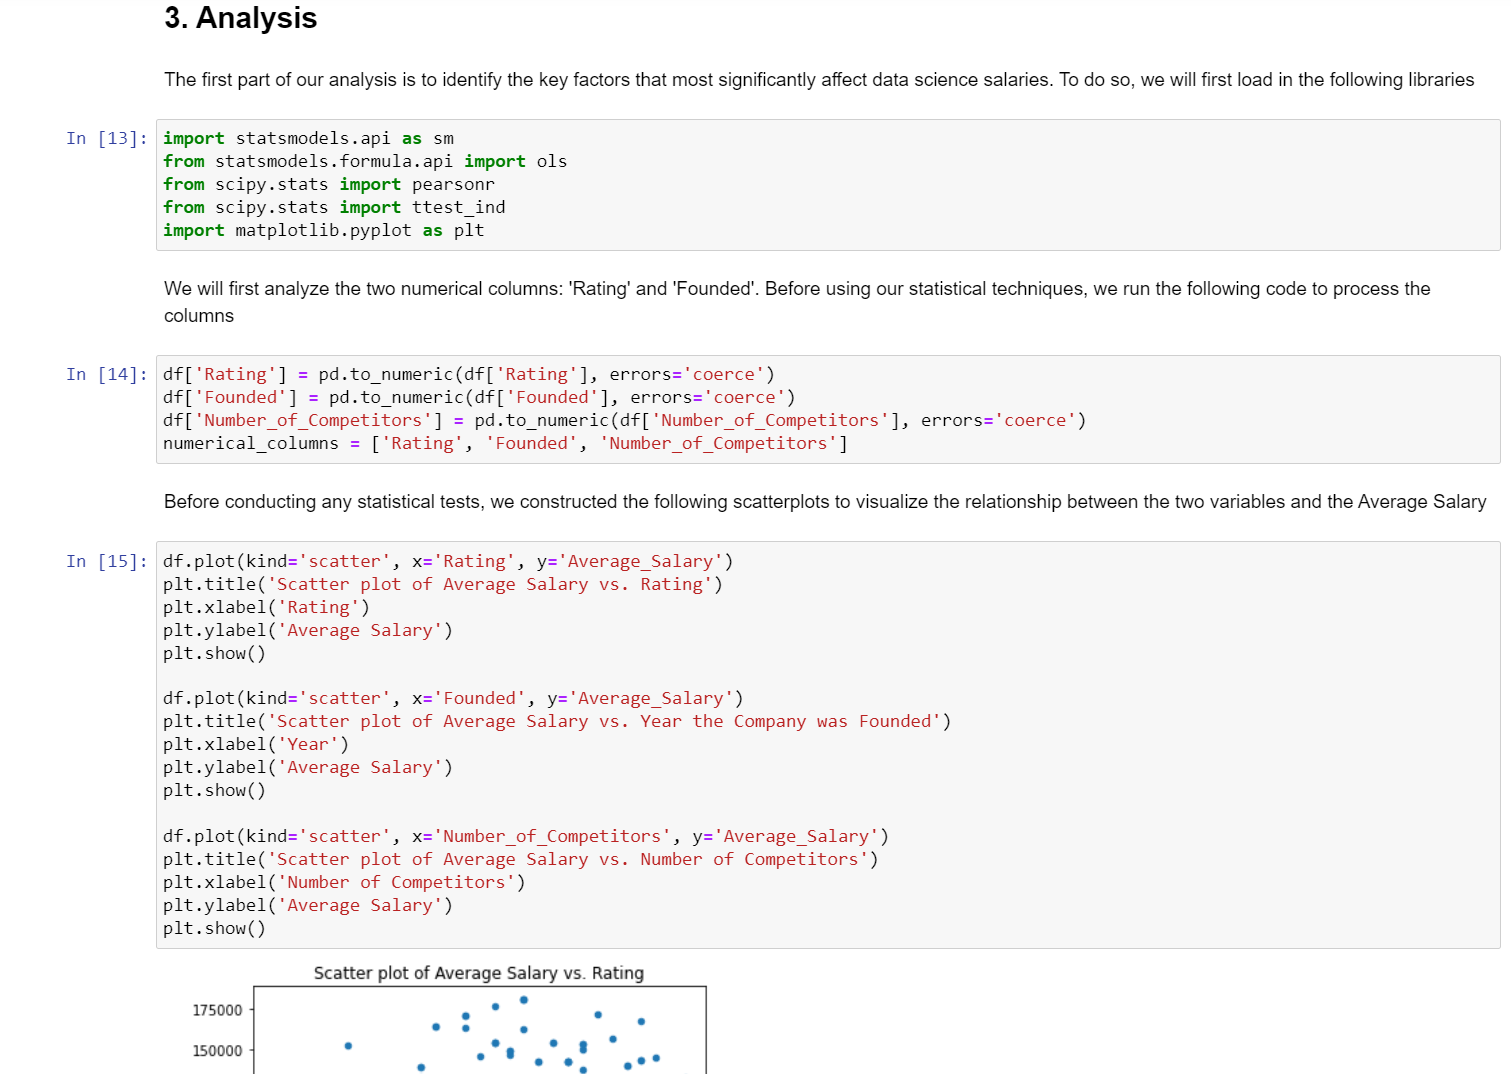 3. Analysis
The first part of our analysis is to identify the key factors that most significantly affect data science salaries. To do so, we will first load in the following libraries
In [13]:
import statsmodels.api as sm
from statsmodels.formula.api import ols
from scipy.stats import pearsonr
from scipy.stats import ttest_ind
import matplotlib.pyplot as plt
We will first analyze the two numerical columns: 'Rating' and 'Founded'. Before using our statistical techniques, we run the following code to process the
columns
In [14]:
df['Rating'] = pd.to_numeric(df['Rating'], errors='coerce')
df['Founded'] = pd.to_numeric(df['Founded'], errors='coerce')
df['Number_of_Competitors'] = pd.to_numeric(df['Number_of_Competitors'], errors='coerce')
numerical_columns = ['Rating', 'Founded', 'Number_of_Competitors']
Before conducting any statistical tests, we constructed the following scatterplots to visualize the relationship between the two variables and the Average Salary
In [15]:
df.plot(kind='scatter', x='Rating', y='Average_Salary')
plt.title('Scatter plot of Average Salary vs. Rating')
plt.xlabel('Rating')
plt.ylabel('Average Salary')
plt.show()
df.plot(kind='scatter', x='Founded', y='Average_Salary')
plt.title('Scatter plot of Average Salary vs. Year the Company was Founded')
plt.xlabel('Year')
plt.ylabel('Average Salary')
plt.show()
df.plot(kind='scatter', x='Number_of_Competitors', y='Average_Salary')
plt.title('Scatter plot of Average Salary vs. Number of Competitors')
plt.xlabel('Number of Competitors')
plt.ylabel('Average Salary')
plt.show()
Scatter plot of Average Salary vs. Rating
175000
150000